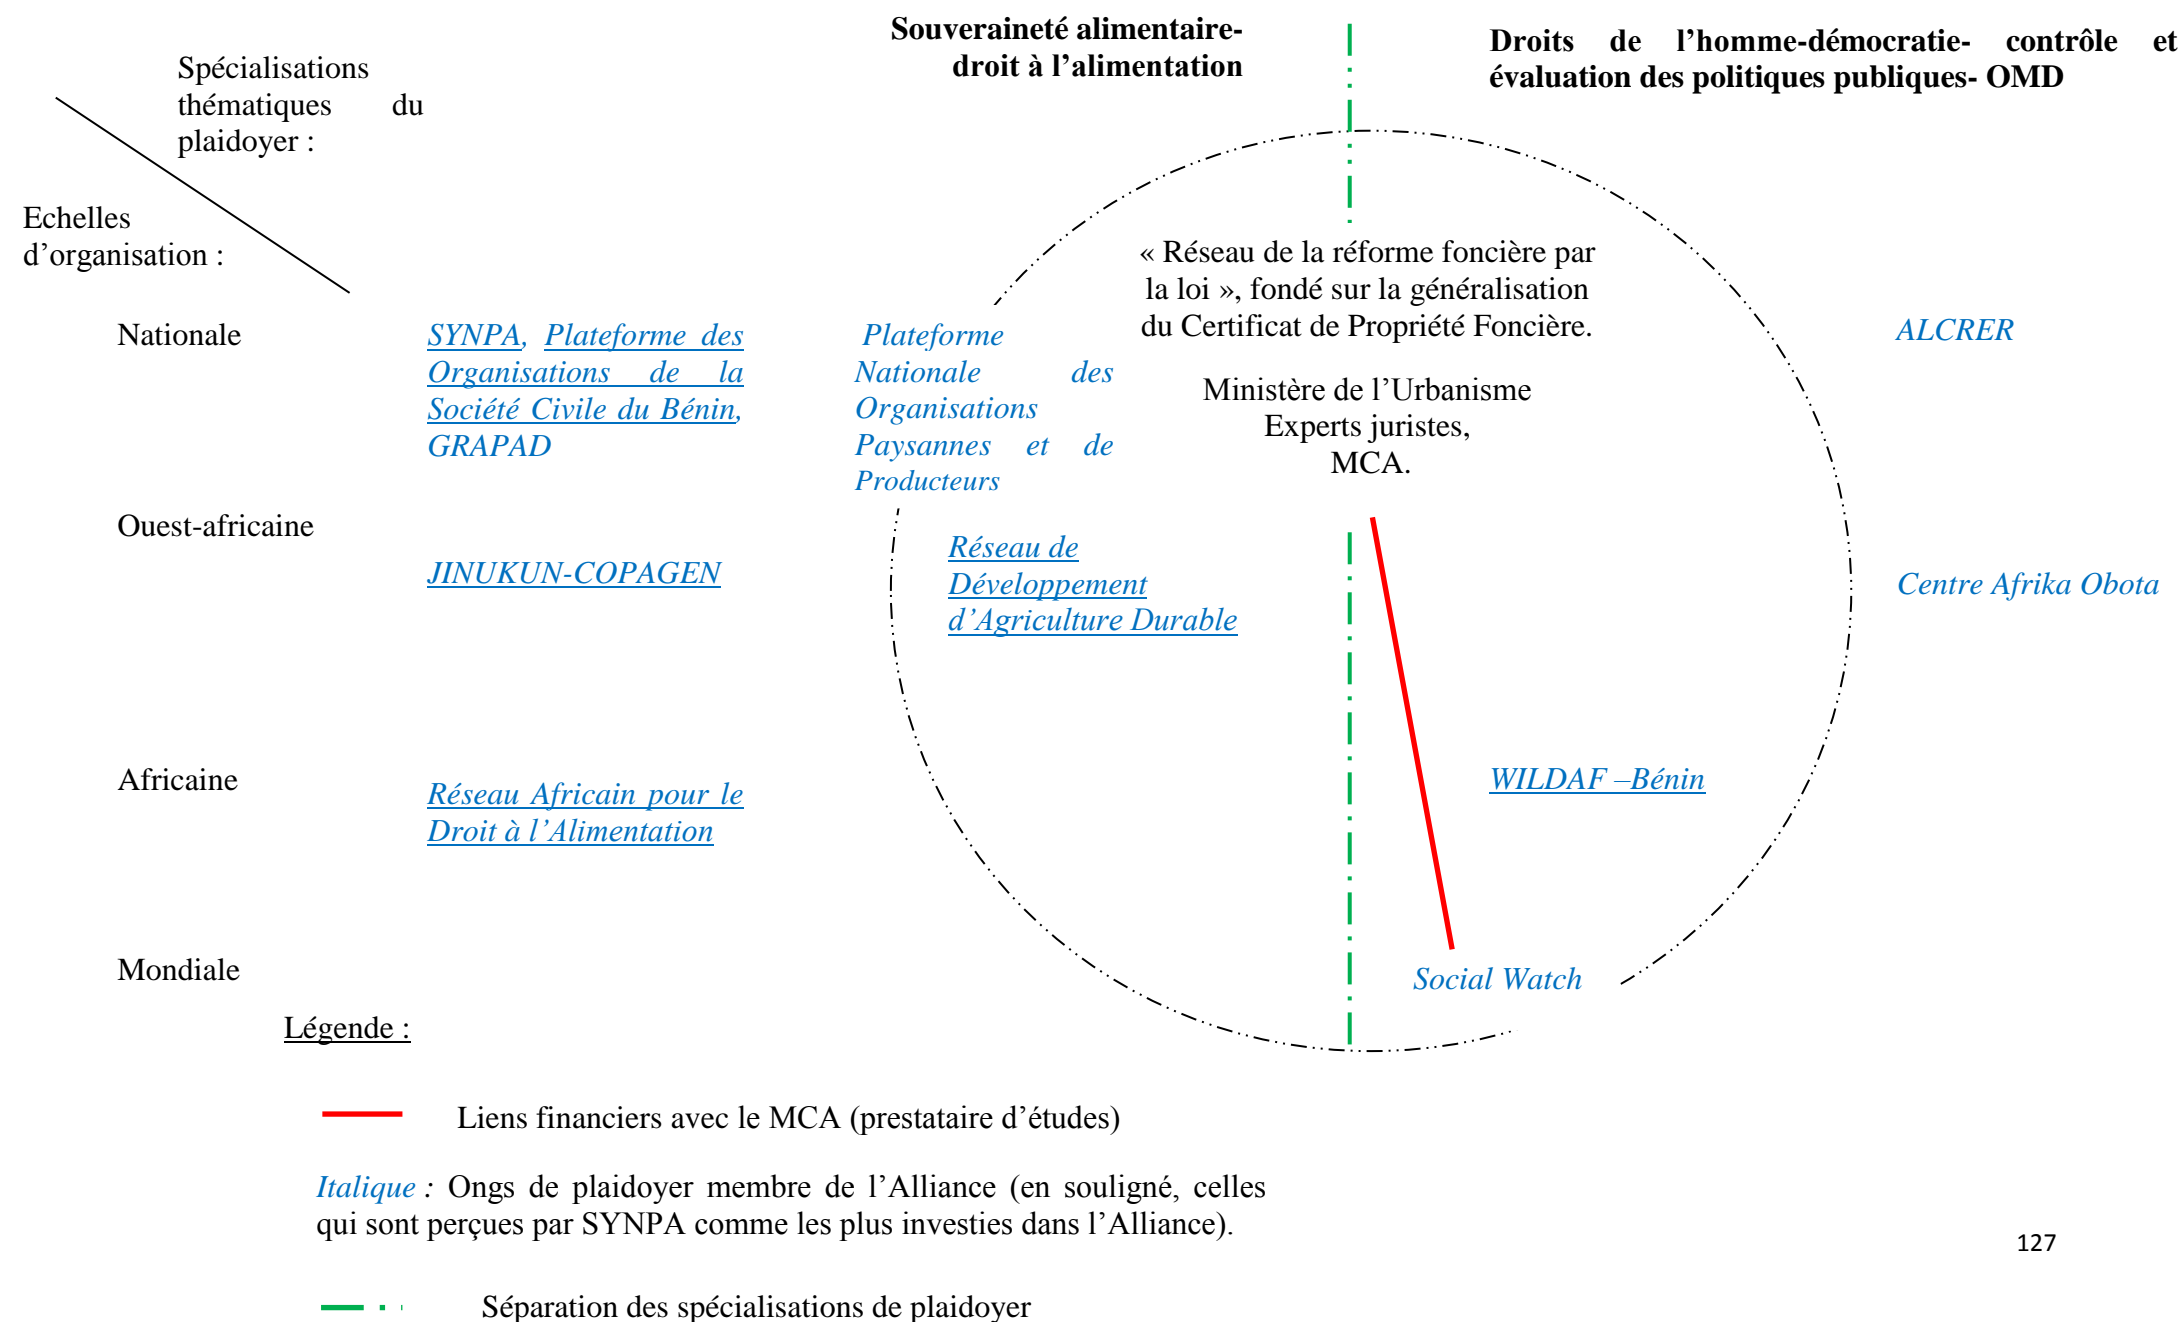 Souveraineté alimentaire-
droit à l'alimentation
Droits de l'homme-démocratie- contrôle et
évaluation des politiques publiques- OMD
Spécialisations
thématiques du
plaidoyer :
Echelles
d'organisation :
« Réseau de la réforme foncière par
la loi », fondé sur la généralisation
du Certificat de Propriété Foncière.
Ministère de l'Urbanisme
Experts juristes,
MCA.
Nationale
SYNPA, Plateforme des
Organisations de la
Société Civile du Bénin,
GRAPAD
Plateforme
Nationale des
Organisations
Paysannes et de
Producteurs
ALCRER
Ouest-africaine
JINUKUN-COPAGEN
Réseau de
Développement
d'Agriculture Durable
Centre Afrika Obota
Africaine
Réseau Africain pour le
Droit à l'Alimentation
WILDAF –Bénin
Mondiale
Social Watch
Légende :
Liens financiers avec le MCA (prestataire d'études)
Italique : Ongs de plaidoyer membre de l'Alliance (en souligné, celles
qui sont perçues par SYNPA comme les plus investies dans l'Alliance).
127
Séparation des spécialisations de plaidoyer